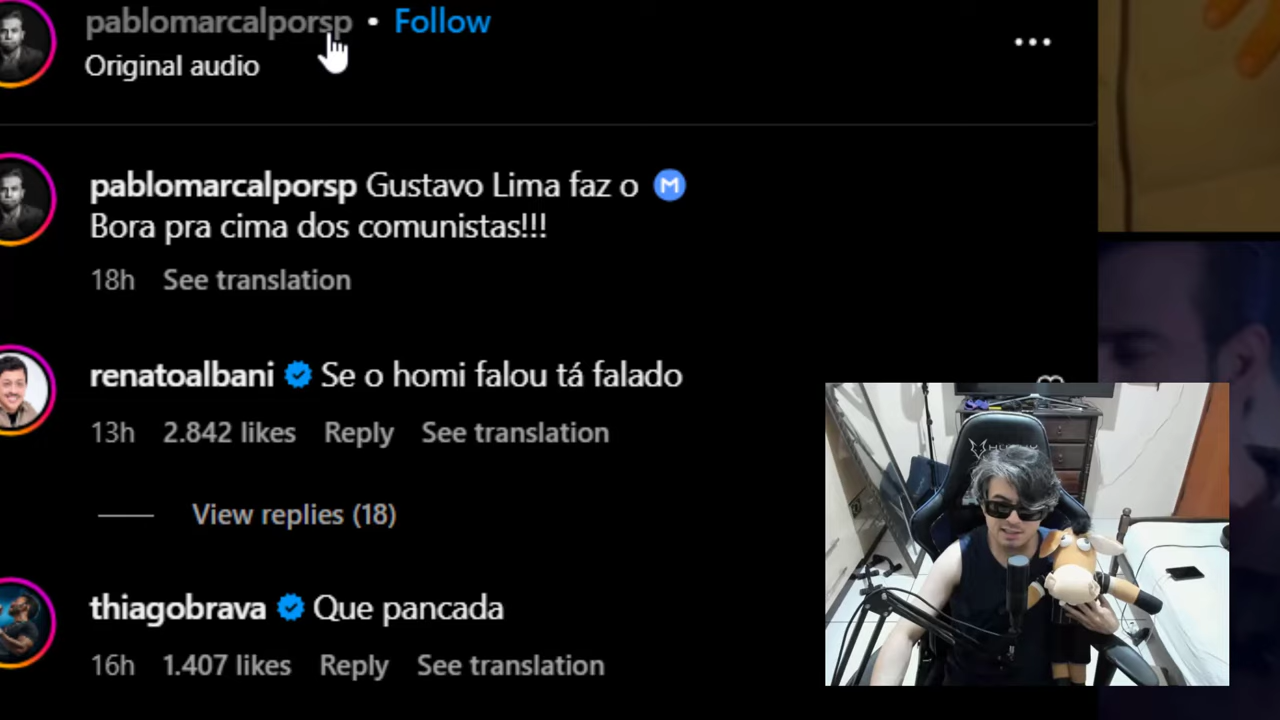 pablomarcalporsp • Follow
Original audio
pablomarcalporsp Gustavo Lima faz o M
Bora pra cima dos comunistas!!!
18h See translation
renatoalbani Se o homi falou tá falado
13h 2.842 likes Reply See translation
View replies (18)
thiagobrava Que pancada
16h 1.407 likes Reply See translation